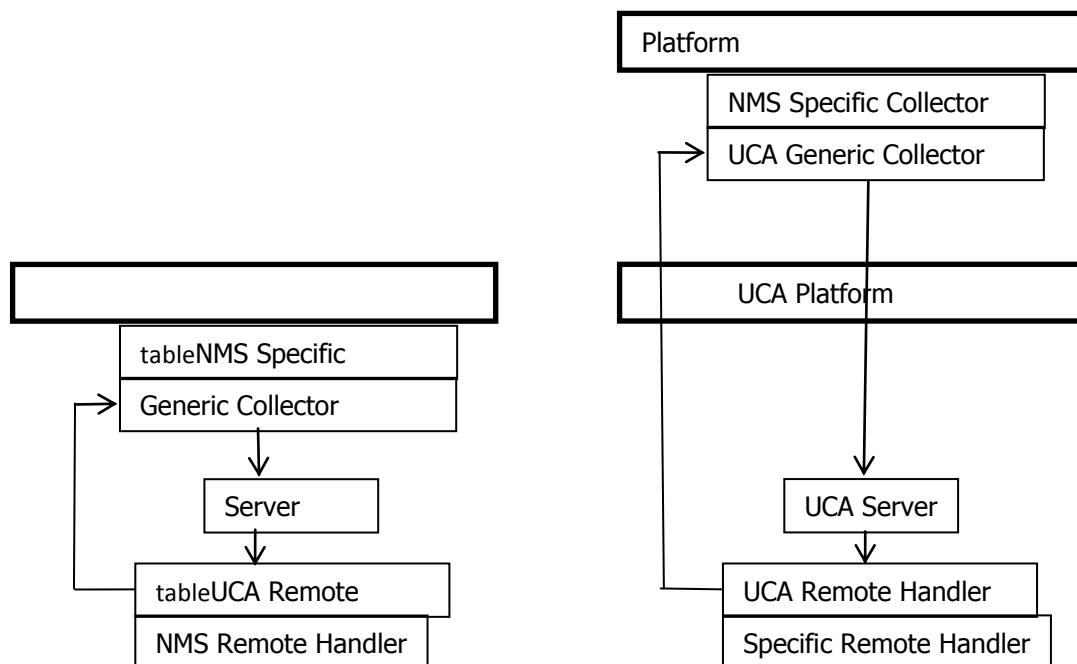 Platform
NMS Specific Collector
UCA Generic Collector
UCA Platform
tableNMS Specific
Generic Collector
Server
UCA Server
tableUCA Remote
UCA Remote Handler
NMS Remote Handler
Specific Remote Handler